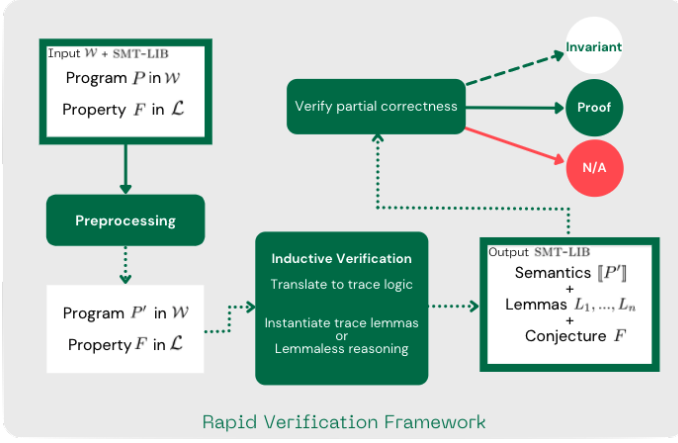 Input 𝒲 + SMT-LIB
Program P in 𝒲
Property F in ℒ
Preprocessing
Program P′ in 𝒲
Property F in ℒ
Inductive Verification
Translate to trace logic
Instantiate trace lemmas
or
Lemmaless reasoning
Output SMT-LIB
Semantics ⟦P′⟧
+
Lemmas L₁, ..., Lₙ
+
Conjecture F
Verify partial correctness
Invariant
Proof
N/A
Rapid Verification Framework